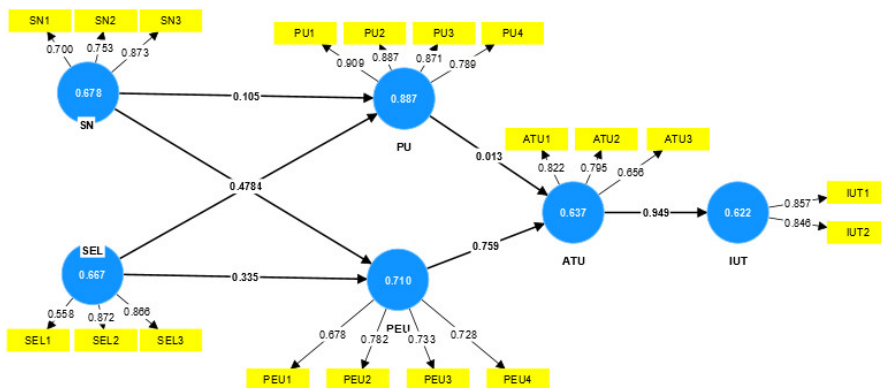 SN1 SN2 SN3
0.700 0.753 0.873
PU1 PU2 PU3 PU4
0.909 0.887 0.871 0.789
0.678
SN
0.105
0.887
PU
0.013
0.4784
ATU1 ATU2 ATU3
0.822 0.795 0.656
0.637
ATU
0.949
0.622
IUT
0.857 IUT1
0.846 IUT2
SEL
0.667
0.335
0.759
0.710
PEU
0.558 0.872 0.866
SEL1 SEL2 SEL3
0.678 0.782 0.733 0.728
PEU1 PEU2 PEU3 PEU4